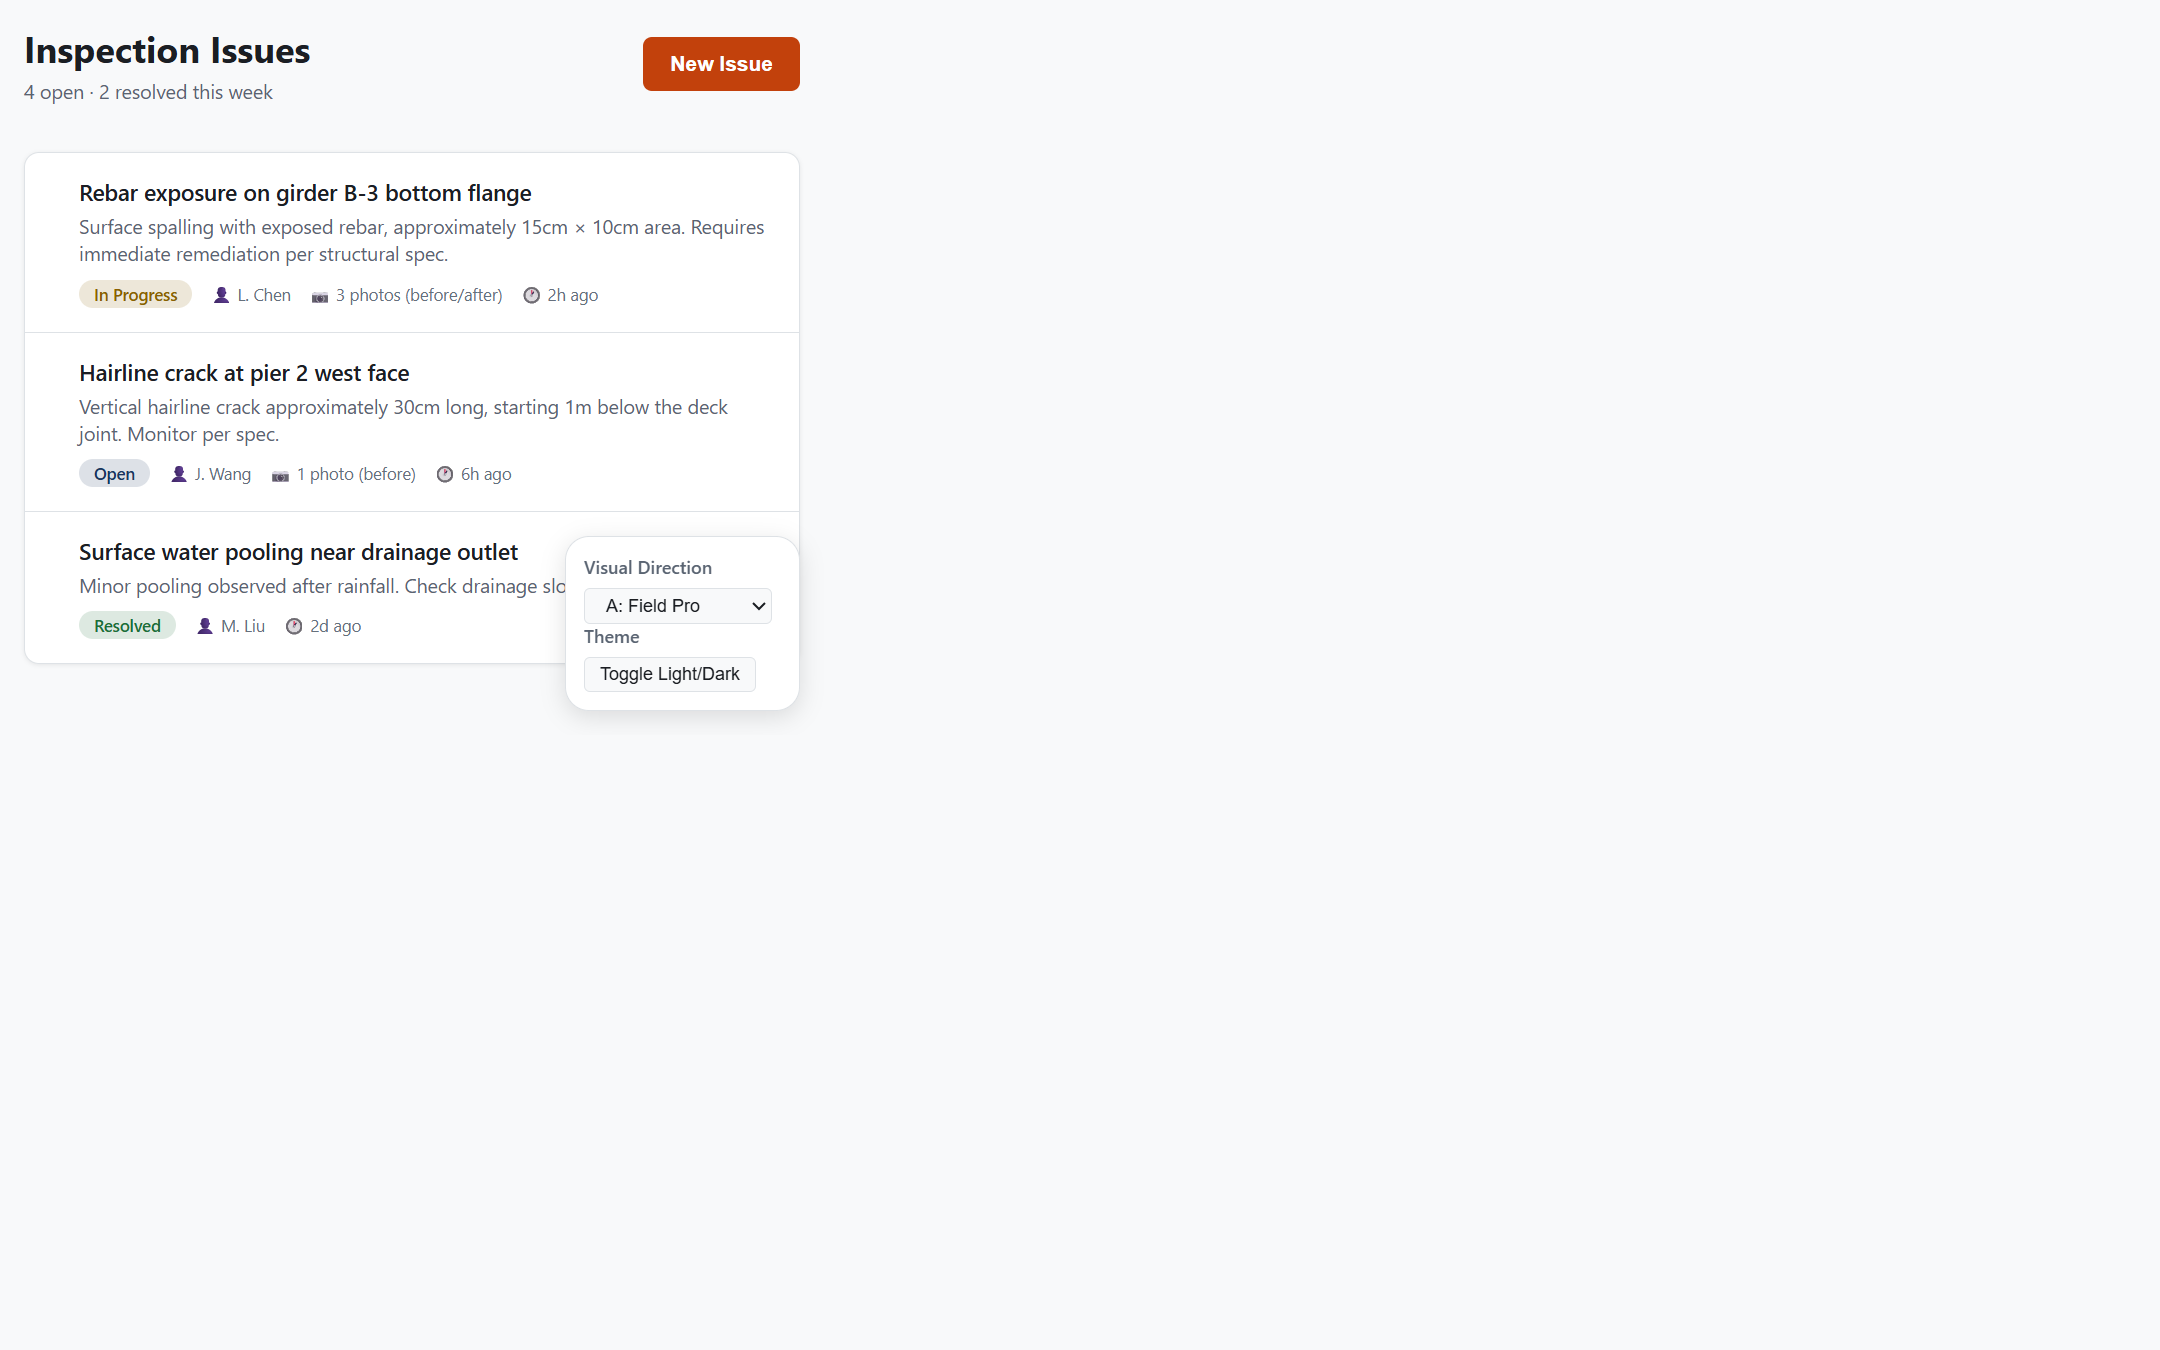 Inspection Issues
4 open · 2 resolved this week
New Issue
Rebar exposure on girder B-3 bottom flange
Surface spalling with exposed rebar, approximately 15cm × 10cm area. Requires
immediate remediation per structural spec.
In Progress L. Chen 3 photos (before/after) 2h ago
Hairline crack at pier 2 west face
Vertical hairline crack approximately 30cm long, starting 1m below the deck
joint. Monitor per spec.
Open J. Wang 1 photo (before) 6h ago
Surface water pooling near drainage outlet
Minor pooling observed after rainfall. Check drainage
Resolved M. Liu 2d ago
Visual Direction
A: Field Pro
Theme
Toggle Light/Dark